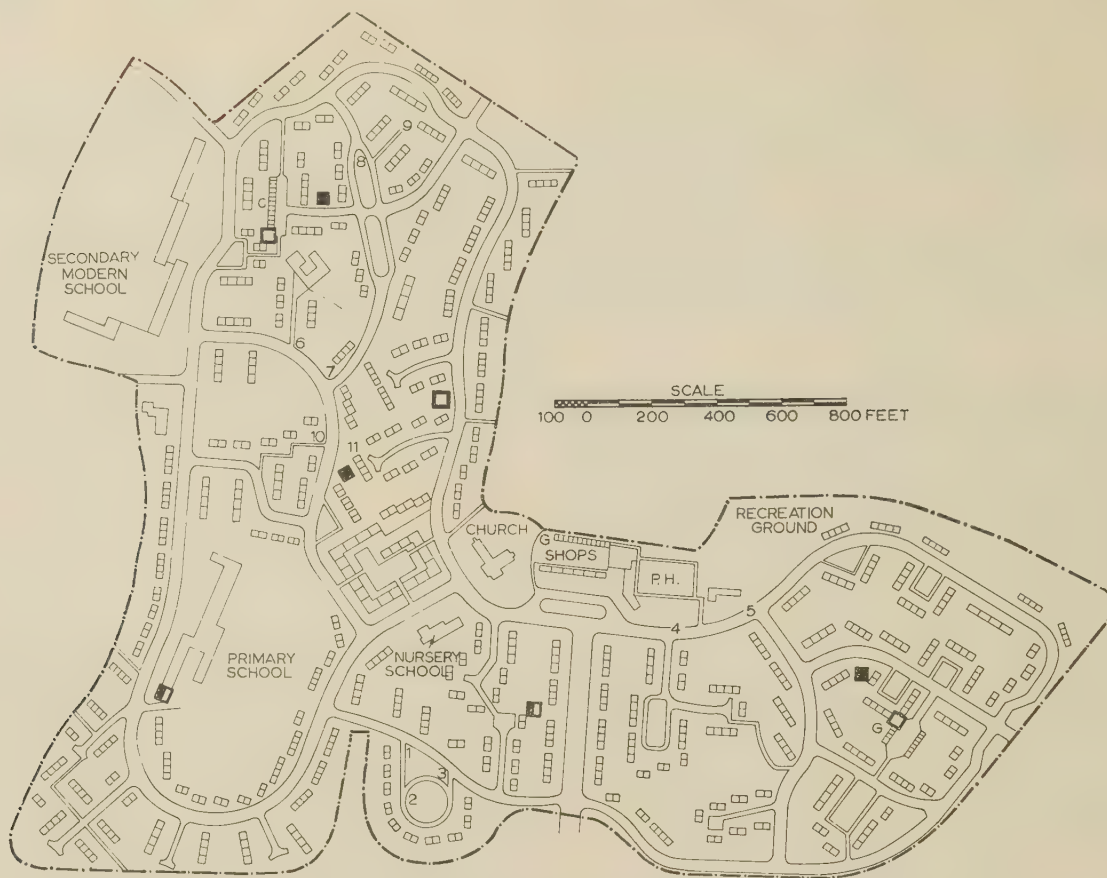 9
8
C
SECONDARY
MODERN
SCHOOL
6
7
SCALE
100 0 200 400 600 800 FEET
10
11
RECREATION
GROUND
CHURCH
G
SHOPS
P.H.
5
4
NURSERY
SCHOOL
PRIMARY
SCHOOL
G
1
3
2